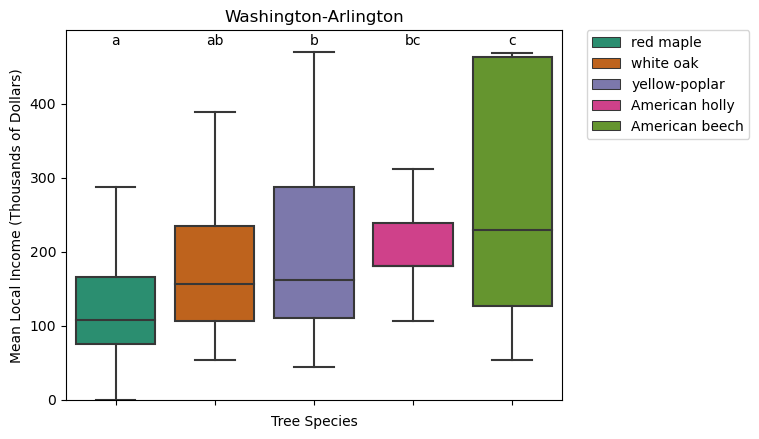 Washington-Arlington
a ab b bc c
Mean Local Income (Thousands of Dollars)
400
300
200
100
0
Tree Species
red maple
white oak
yellow-poplar
American holly
American beech